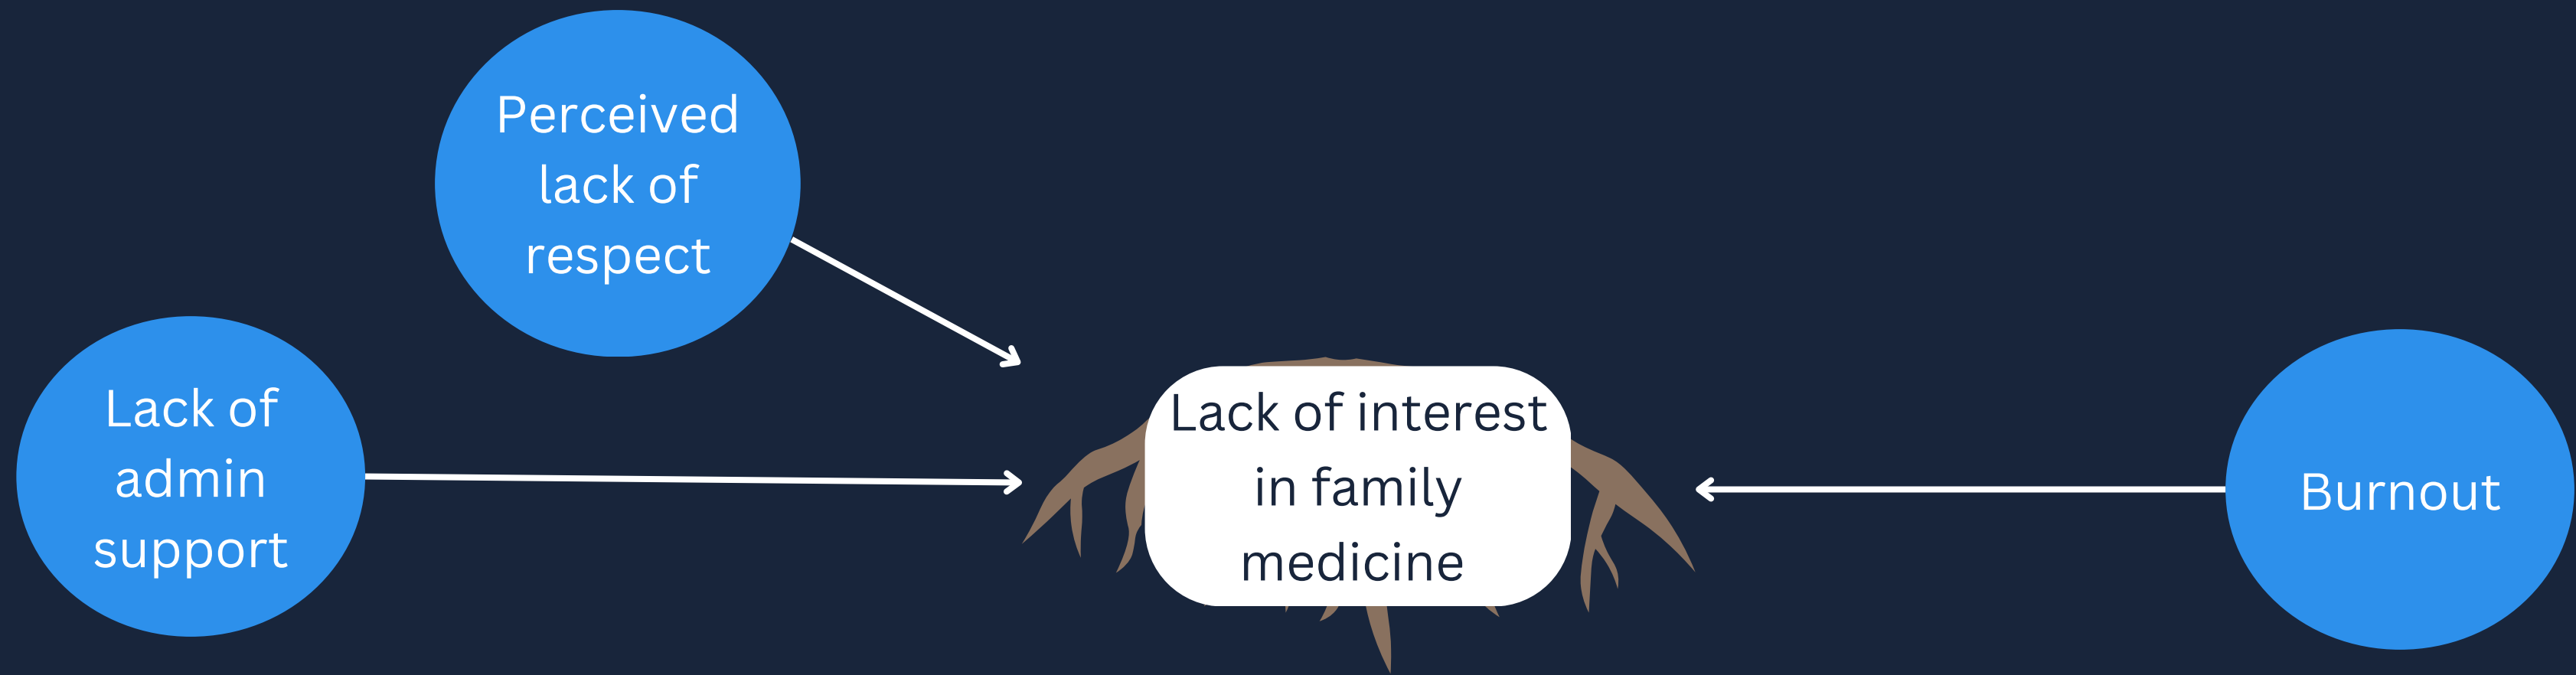 Perceived
lack of
respect
Lack of
admin
support
Lack of interest
in family
medicine
Burnout